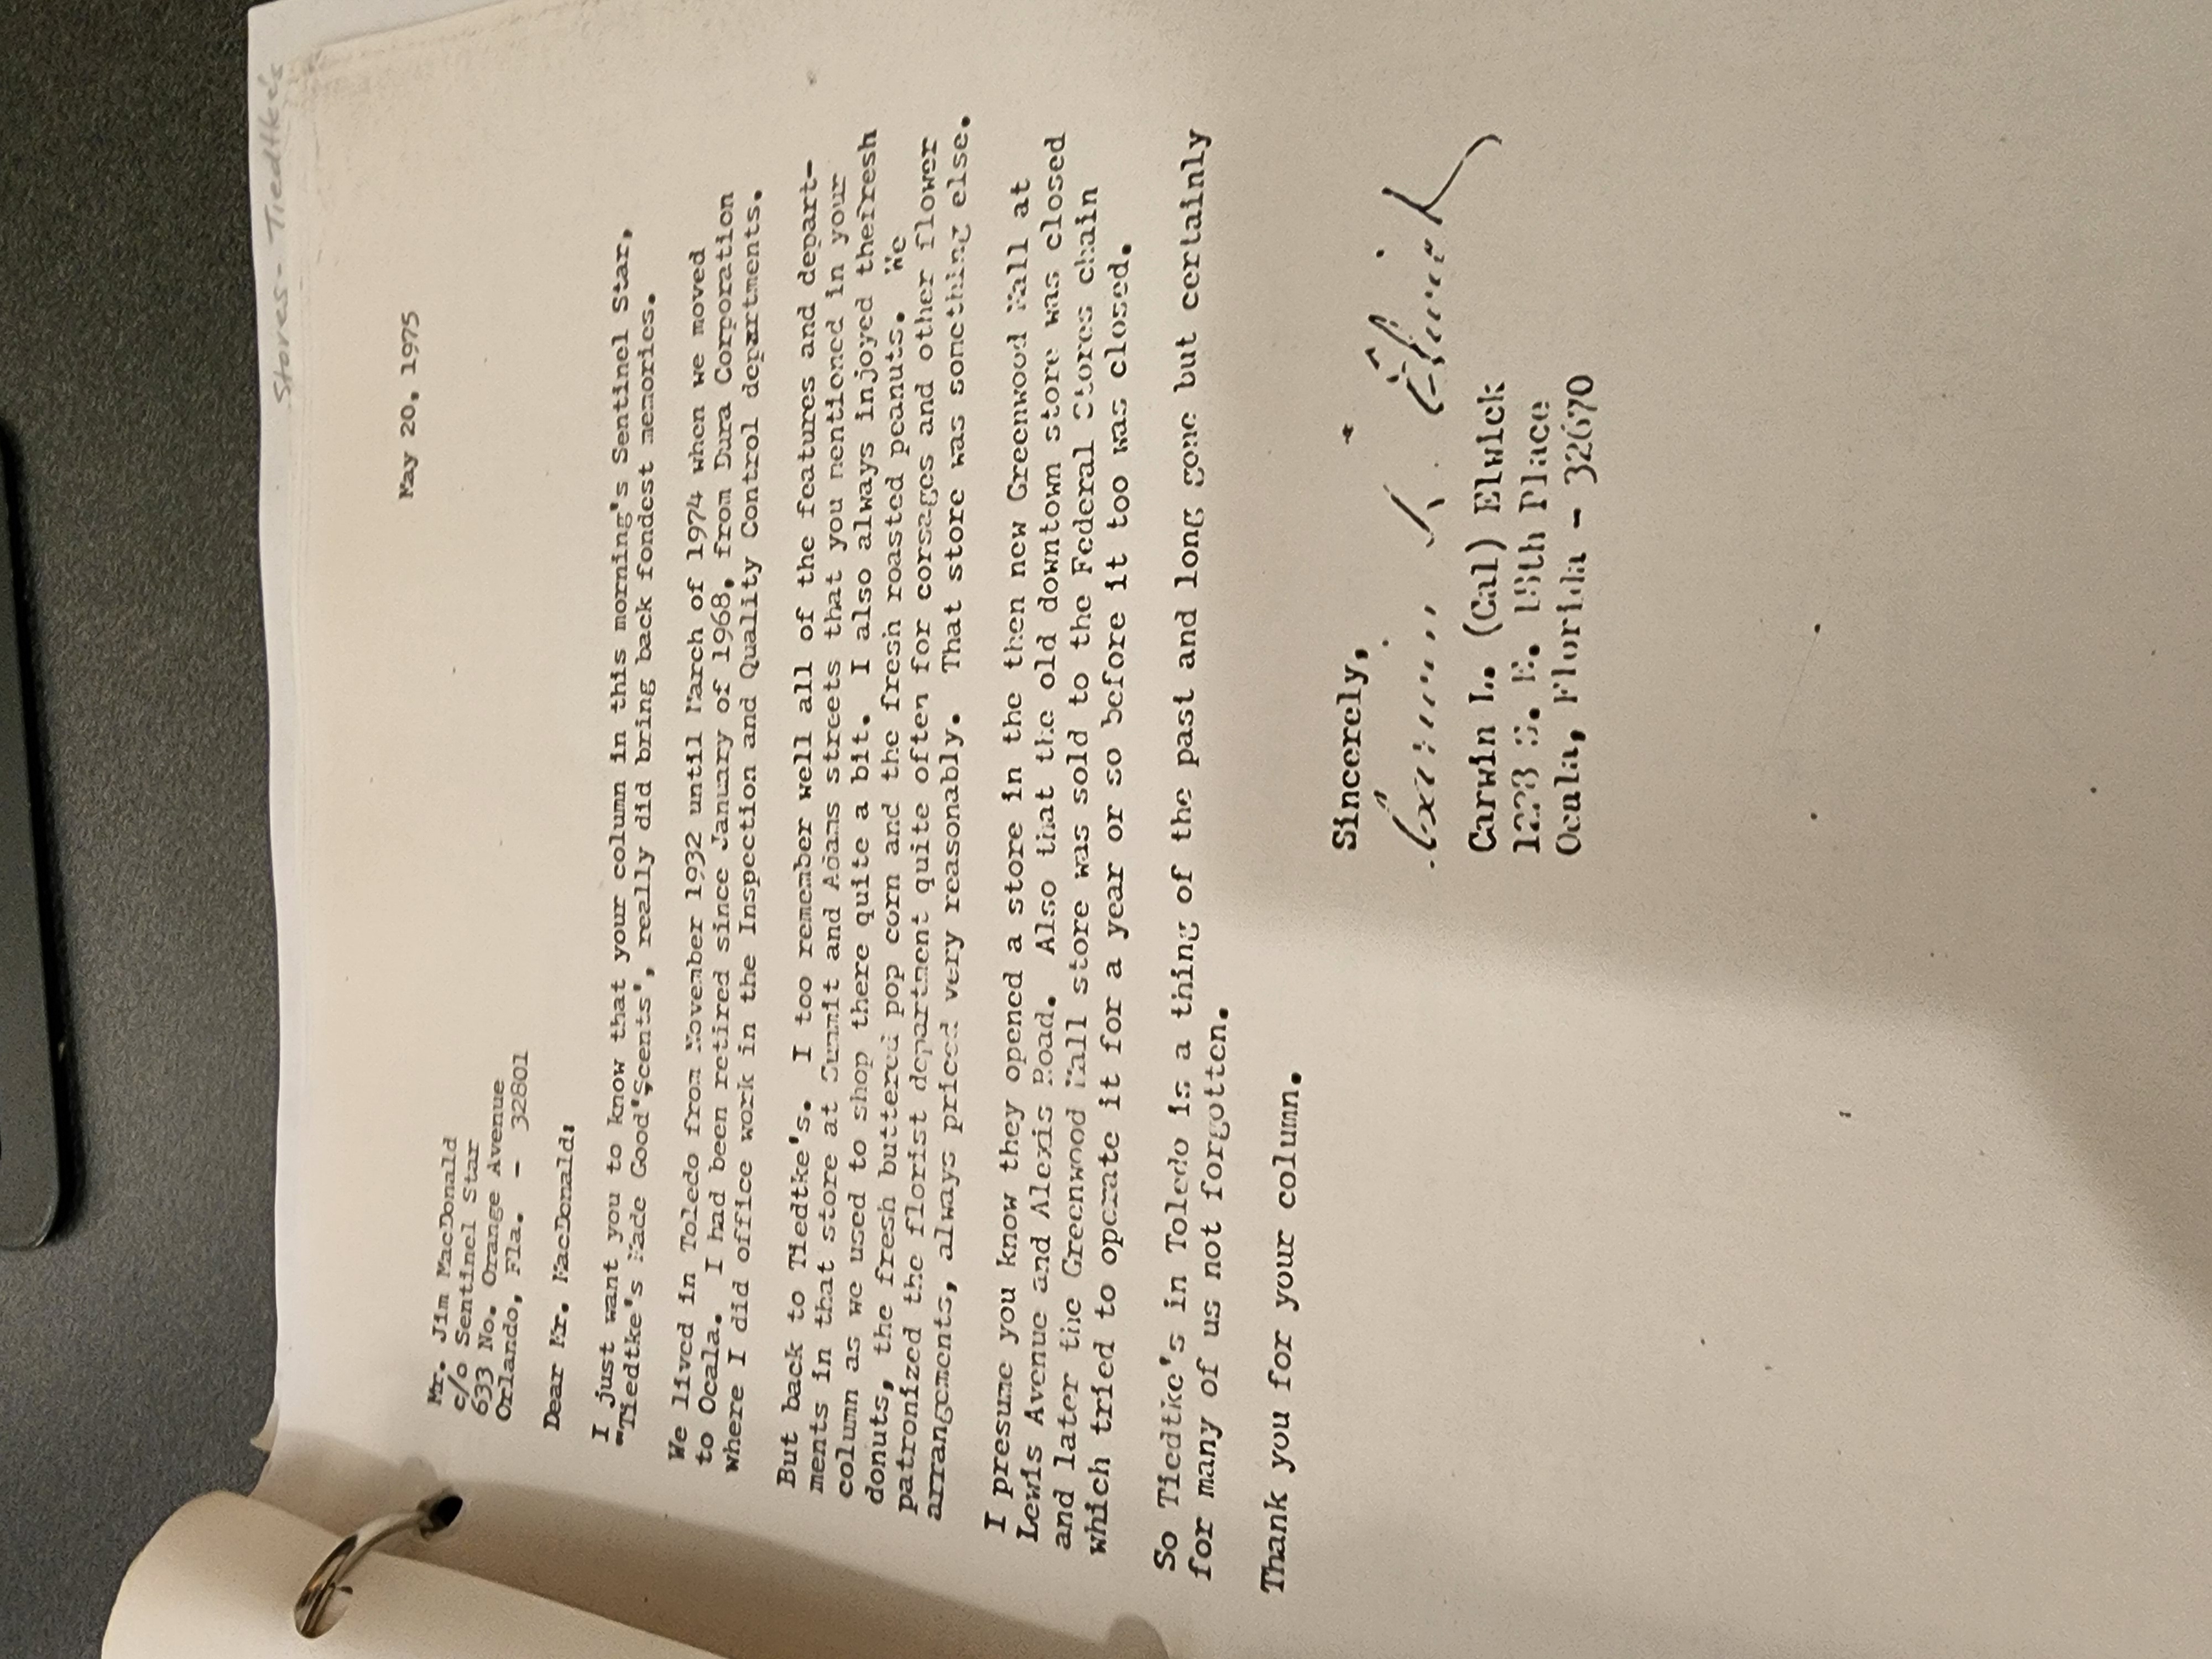 Stores - Tiedtke's
May 20, 1975
Mr. Jim MacDonald
c/o Sentinel Star
633 No. Orange Avenue
Orlando, Fla. - 32801
Dear Mr. MacDonald:
I just want you to know that your column in this morning's Sentinel Star,
"Tiedtke's Made Good 'Scents', really did bring back fondest memories.
We lived in Toledo from November 1932 until March of 1974 when we moved
to Ocala. I had been retired since January of 1968, from Dura Corporation
where I did office work in the Inspection and Quality Control departments.
But back to Tiedtke's. I too remember well all of the features and depart-
ments in that store at Summit and Adams streets that you mentioned in your
column as we used to shop there quite a bit. I also always injoyed thefresh
donuts, the fresh buttered pop corn and the fresh roasted peanuts. We
patronized the florist department quite often for corsages and other flower
arrangements, always priced very reasonably. That store was something else.
I presume you know they opened a store in the then new Greenwood Mall at
Lewis Avenue and Alexis Road. Also that the old downtown store was closed
and later the Greenwood Mall store was sold to the Federal Stores chain
which tried to operate it for a year or so before it too was closed.
So Tiedtke's in Toledo is a thing of the past and long gone but certainly
for many of us not forgotten.
Thank you for your column.
Sincerely,
Carwin L. Elwick
Carwin L. (Cal) Elwick
1223 S. E. 18th Place
Ocala, Florida - 32670